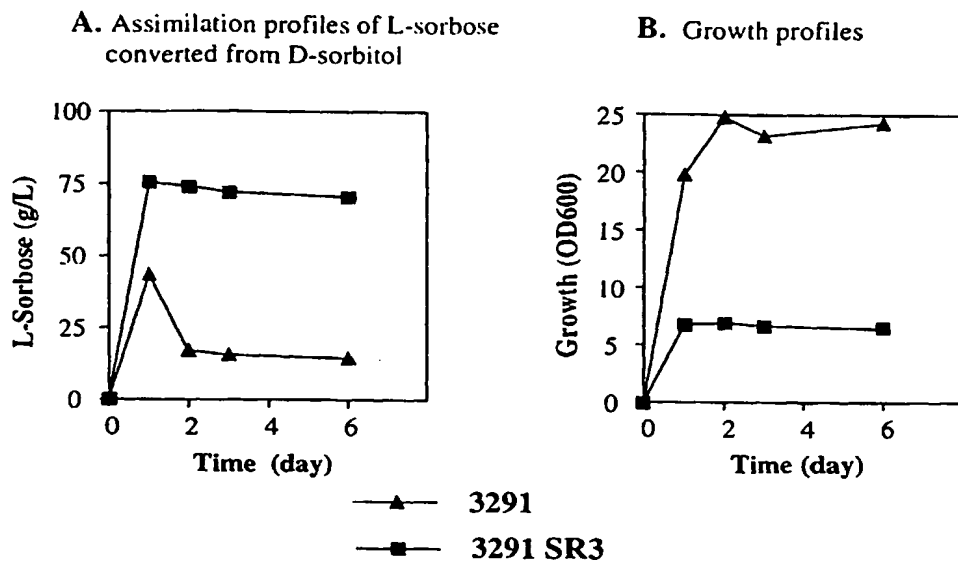 A. Assimilation profiles of L-sorbose
converted from D-sorbitol
B. Growth profiles
100
75
50
25
0
L-Sorbose (g/L)
0 2 4 6
Time (day)
25
20
15
10
5
0
Growth (OD600)
0 2 4 6
Time (day)
3291
3291 SR3